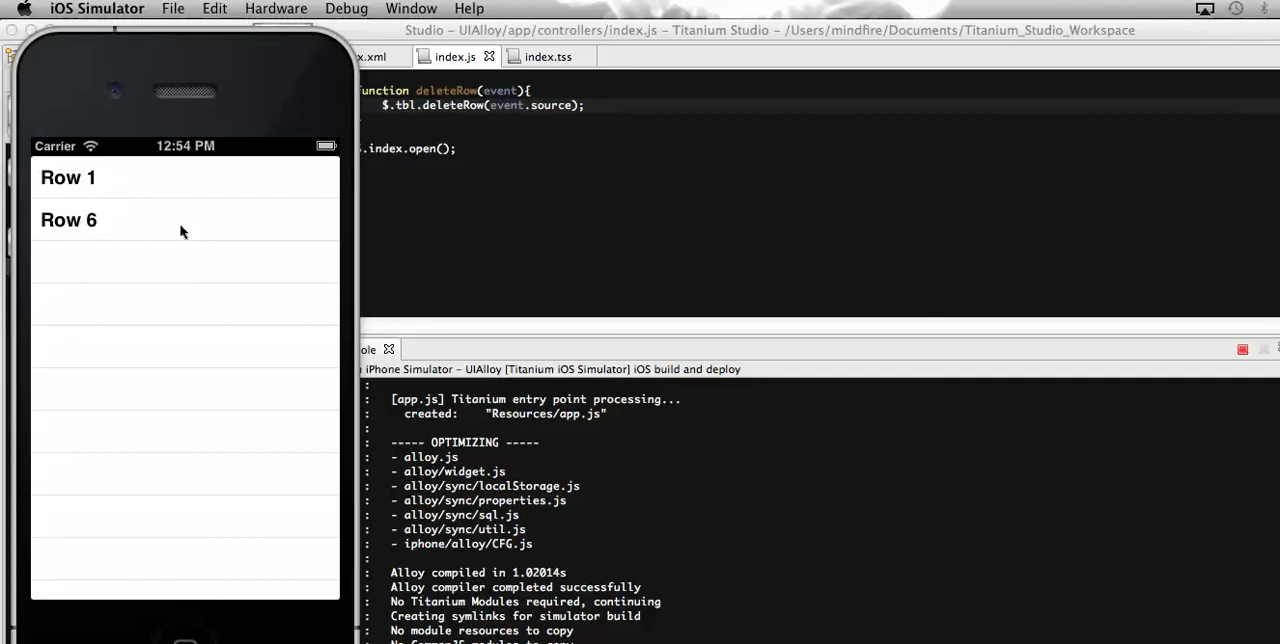 iOS Simulator File Edit Hardware Debug Window Help
Studio - UIAlloy/app/controllers/index.js - Titanium Studio - /Users/mindfire/Documents/Titanium_Studio_Workspace
x.xml index.js index.tss
function deleteRow(event){
$.tbl.deleteRow(event.source);
.index.open();
Carrier 12:54 PM
Row 1
Row 6
ole
iPhone Simulator - UIAlloy [Titanium iOS Simulator] iOS build and deploy
:
: [app.js] Titanium entry point processing...
: created: "Resources/app.js"
:
: ----- OPTIMIZING -----
: - alloy.js
: - alloy/widget.js
: - alloy/sync/localStorage.js
: - alloy/sync/properties.js
: - alloy/sync/sql.js
: - alloy/sync/util.js
: - iphone/alloy/CFG.js
:
: Alloy compiled in 1.02014s
: Alloy compiler completed successfully
: No Titanium Modules required, continuing
: Creating symlinks for simulator build
: No module resources to copy